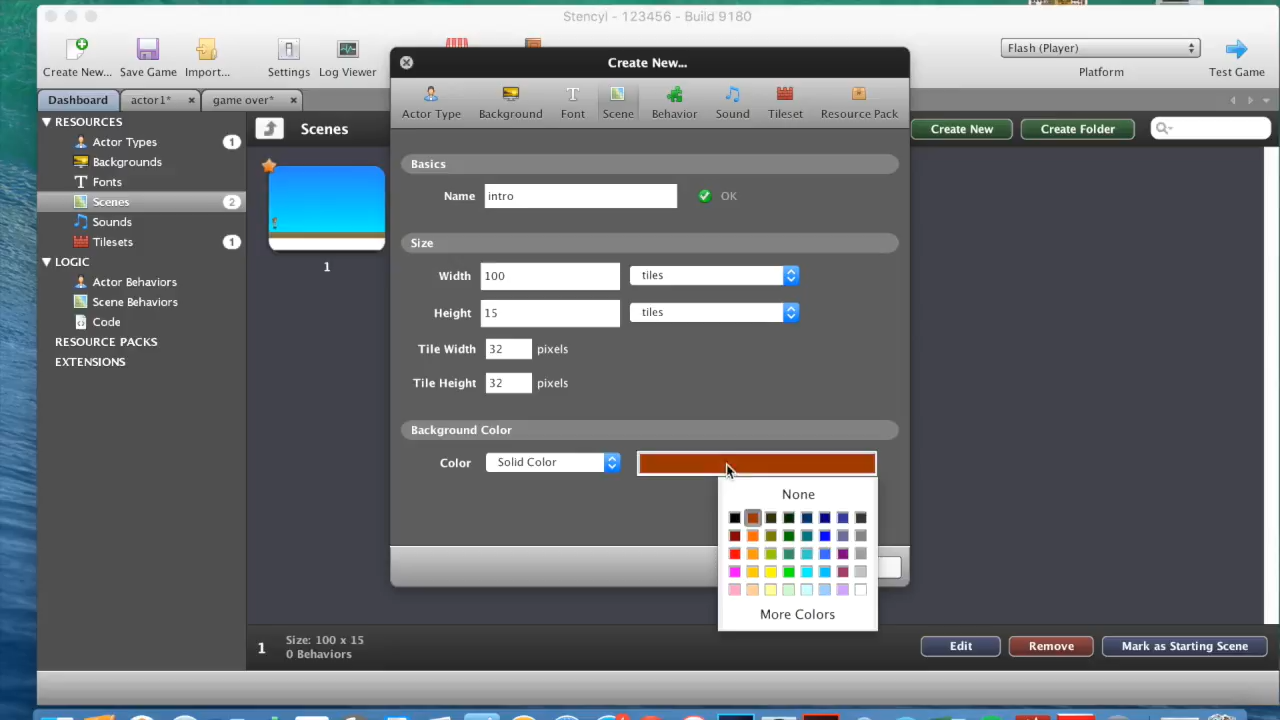 Stencyl - 123456 - Build 9180
Create New...
Save Game
Import...
Settings
Log Viewer
Flash (Player)
Platform
Test Game
Dashboard
actor1*
game over*
RESOURCES
Actor Types
1
Backgrounds
Fonts
Scenes
2
Sounds
Tilesets
1
LOGIC
Actor Behaviors
Scene Behaviors
Code
RESOURCE PACKS
EXTENSIONS
Scenes
Create New
Create Folder
1
Create New...
Actor Type
Background
Font
Scene
Behavior
Sound
Tileset
Resource Pack
Basics
Name
intro
OK
Size
Width
100
tiles
Height
15
tiles
Tile Width
32
pixels
Tile Height
32
pixels
Background Color
Color
Solid Color
None
More Colors
1
Size: 100 x 15
0 Behaviors
Edit
Remove
Mark as Starting Scene